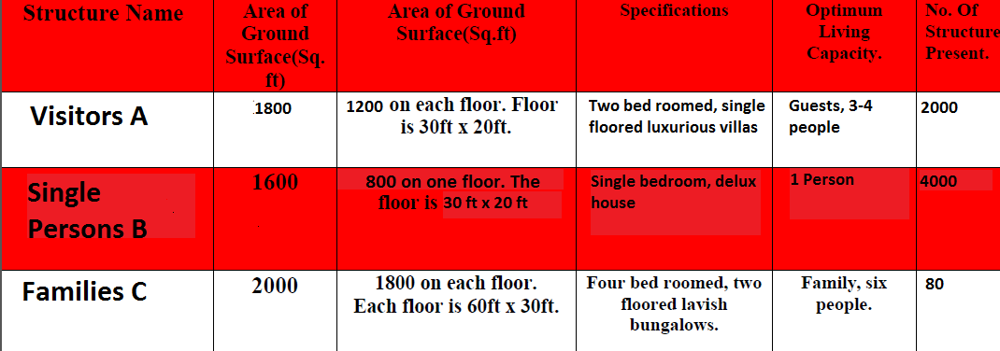 Structure Name
Area of
Ground
Surface(Sq.
ft)
Area of Ground
Surface(Sq.ft)
Specifications
Optimum
Living
Capacity.
No. Of
Structure
Present.
Visitors A
1800
1200 on each floor. Floor
is 30ft x 20ft.
Two bed roomed, single
floored luxurious villas
Guests, 3-4
people
2000
Single
Persons B
1600
800 on one floor. The
floor is 30 ft x 20 ft
Single bedroom, delux
house
1 Person
4000
Families C
2000
1800 on each floor.
Each floor is 60ft x 30ft.
Four bed roomed, two
floored lavish
bungalows.
Family, six
people.
80